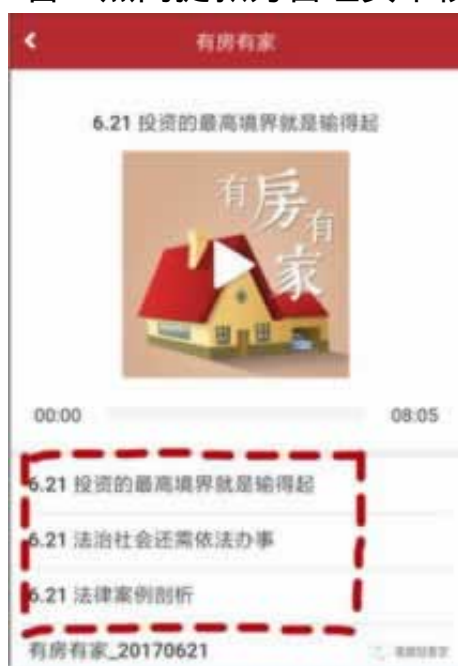 有房有家
6.21 投资的最高境界就是输得起
有房有家
00:00
08:05
6.21 投资的最高境界就是输得起
6.21 法治社会还需依法办事
6.21 法律案例剖析
有房有家_20170621